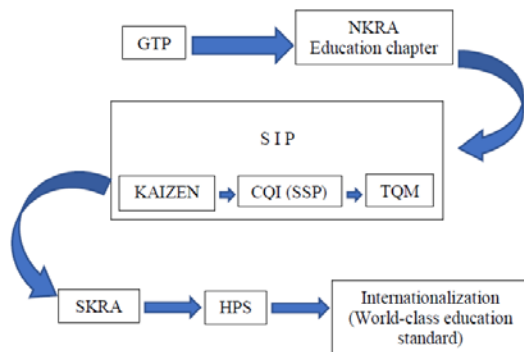 GTP
NKRA
Education chapter
S I P
KAIZEN
CQI (SSP)
TQM
SKRA
HPS
Internationalization
(World-class education
standard)